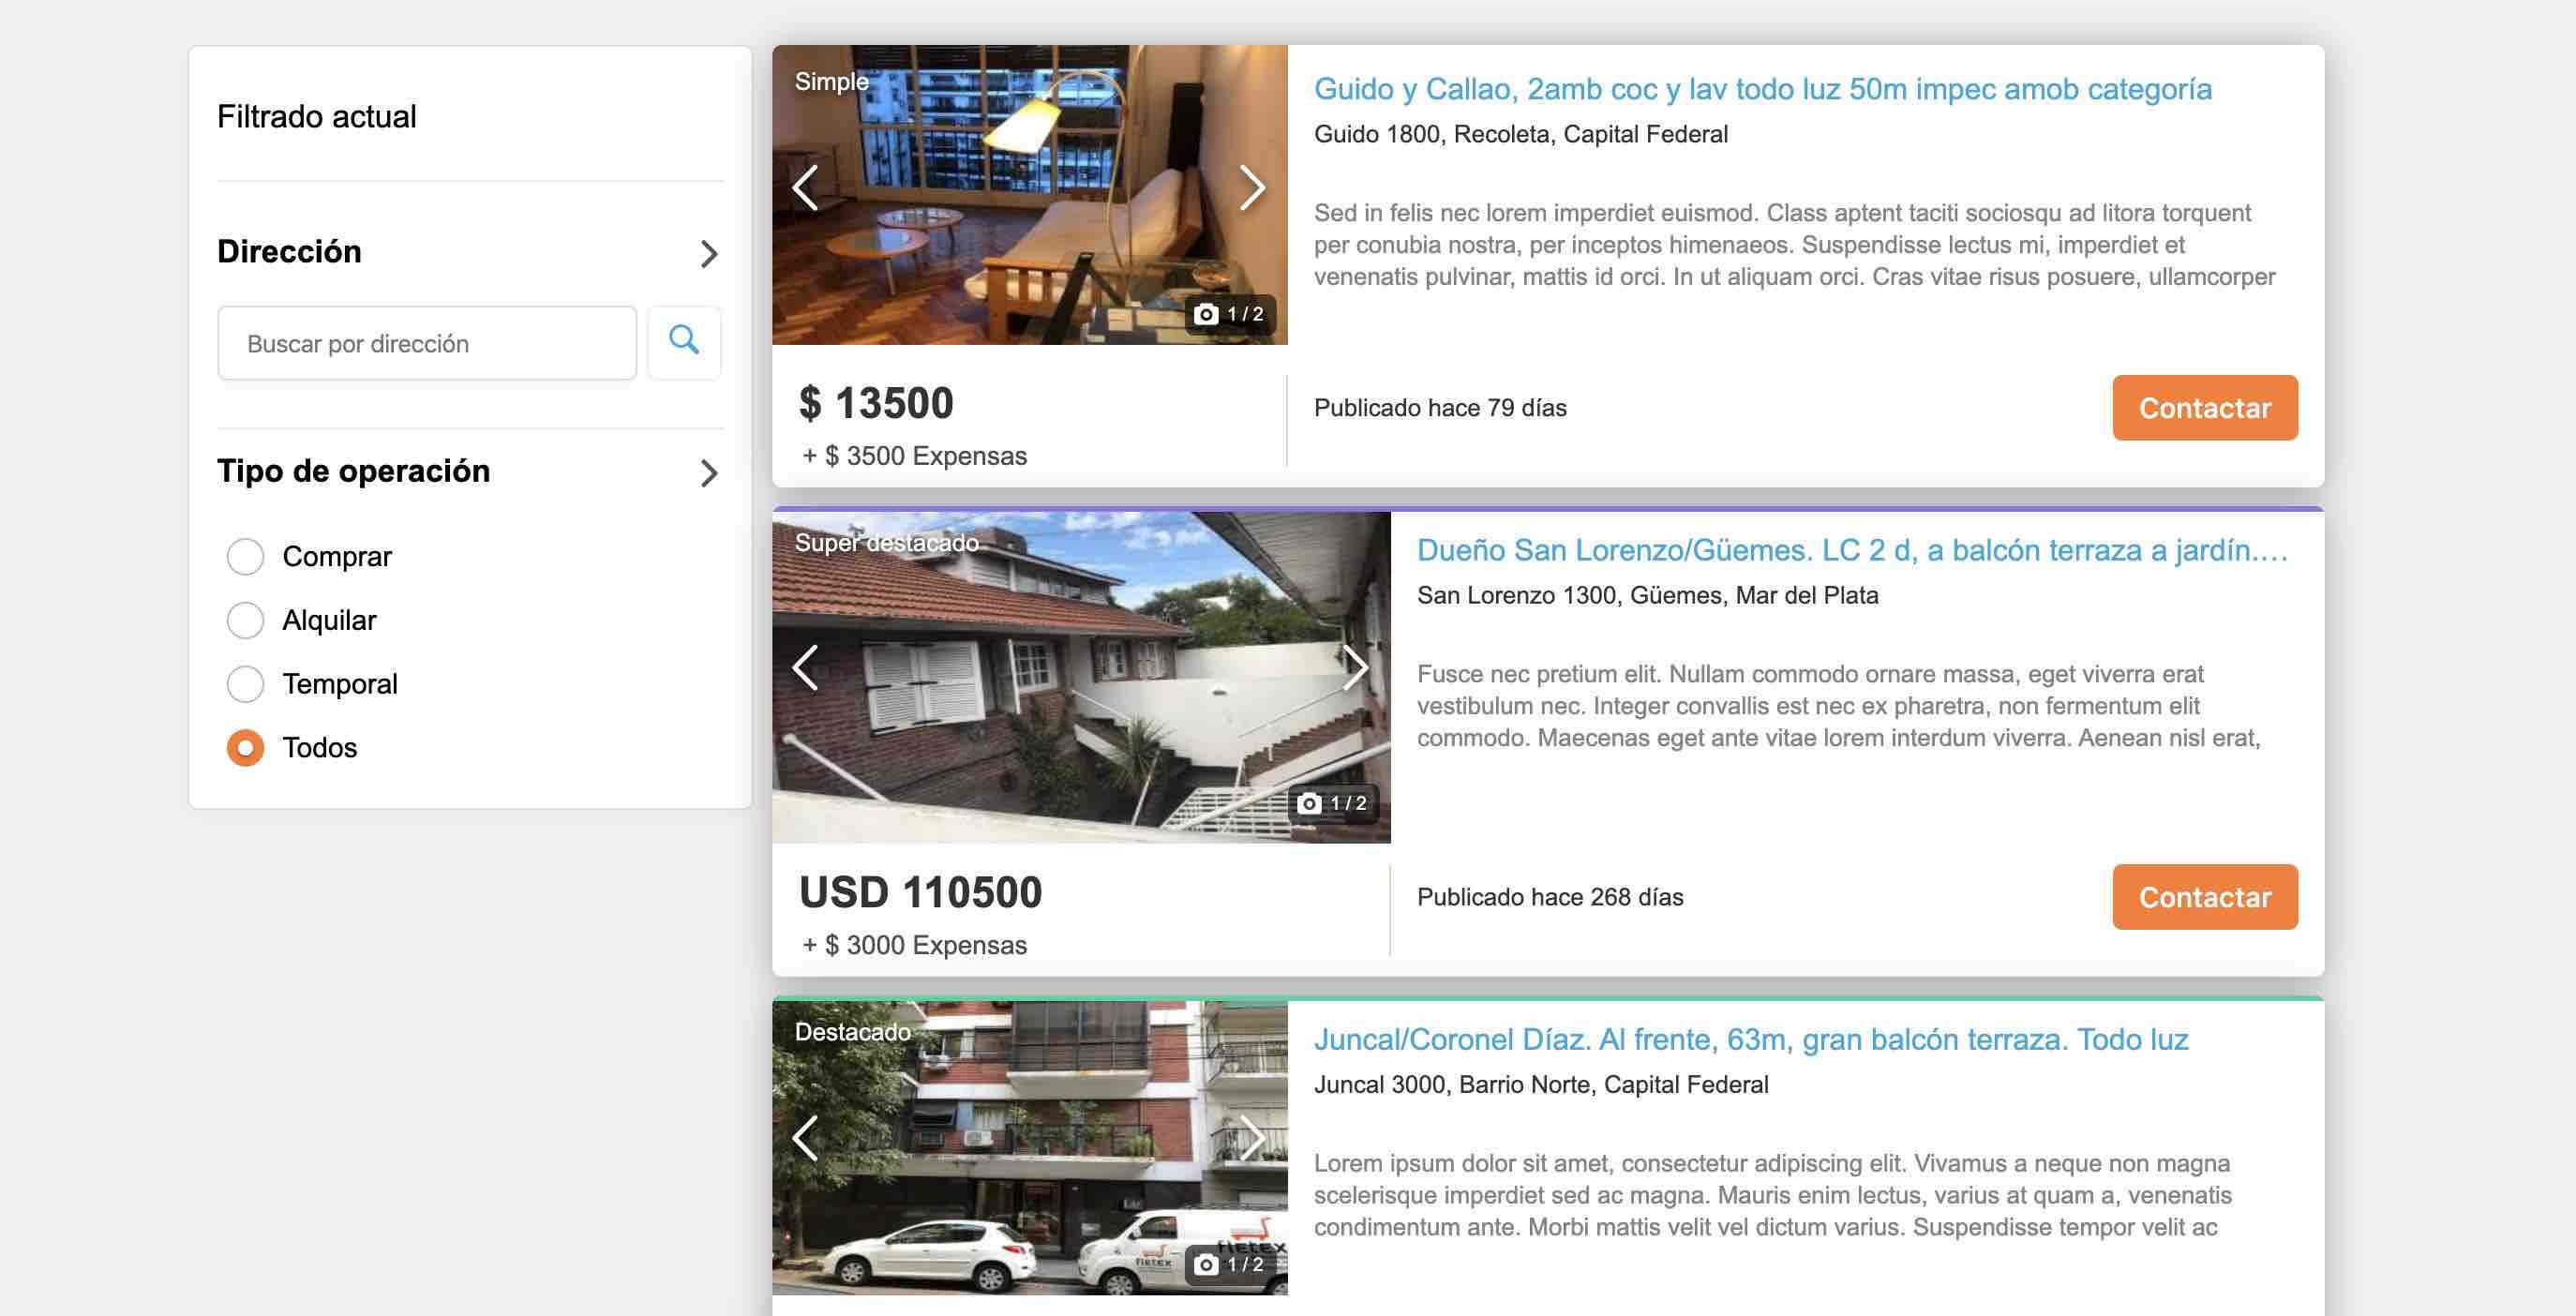 Filtrado actual
Dirección
Buscar por dirección
Tipo de operación
Comprar
Alquilar
Temporal
Todos
Simple
1 / 2
Guido y Callao, 2amb coc y lav todo luz 50m impec amob categoría
Guido 1800, Recoleta, Capital Federal
Sed in felis nec lorem imperdiet euismod. Class aptent taciti sociosqu ad litora torquent
per conubia nostra, per inceptos himenaeos. Suspendisse lectus mi, imperdiet et
venenatis pulvinar, mattis id orci. In ut aliquam orci. Cras vitae risus posuere, ullamcorper
$ 13500
+ $ 3500 Expensas
Publicado hace 79 días
Contactar
Super destacado
1 / 2
Dueño San Lorenzo/Güemes. LC 2 d, a balcón terraza a jardín....
San Lorenzo 1300, Güemes, Mar del Plata
Fusce nec pretium elit. Nullam commodo ornare massa, eget viverra erat
vestibulum nec. Integer convallis est nec ex pharetra, non fermentum elit
commodo. Maecenas eget ante vitae lorem interdum viverra. Aenean nisl erat,
USD 110500
+ $ 3000 Expensas
Publicado hace 268 días
Contactar
Destacado
fletex
fletex
1 / 2
Juncal/Coronel Díaz. Al frente, 63m, gran balcón terraza. Todo luz
Juncal 3000, Barrio Norte, Capital Federal
Lorem ipsum dolor sit amet, consectetur adipiscing elit. Vivamus a neque non magna
scelerisque imperdiet sed ac magna. Mauris enim lectus, varius at quam a, venenatis
condimentum ante. Morbi mattis velit vel dictum varius. Suspendisse tempor velit ac